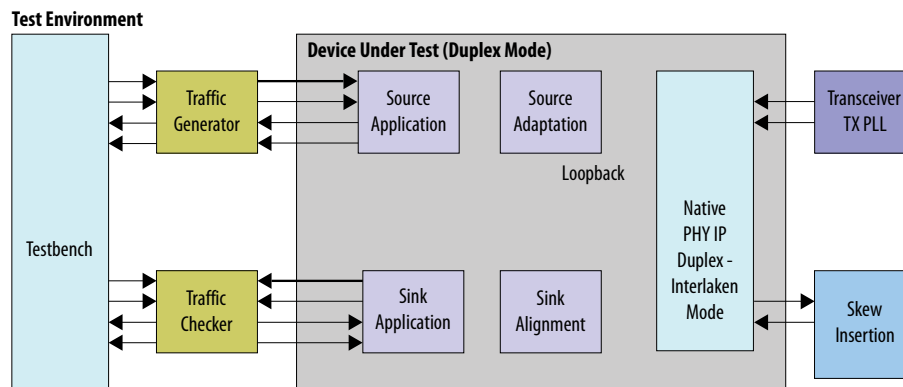 Test Environment
Device Under Test (Duplex Mode)
Traffic
Generator
Source
Application
Source
Adaptation
Transceiver
TX PLL
Loopback
Native
PHY IP
Duplex -
Interlaken
Mode
Testbench
Traffic
Checker
Sink
Application
Sink
Alignment
Skew
Insertion